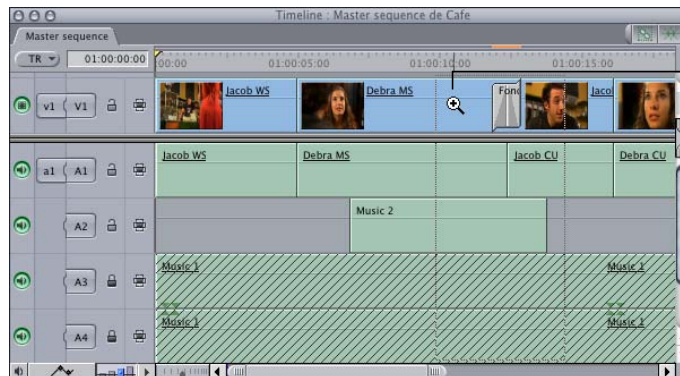 Timeline : Master sequence de Cafe
Master sequence
TR 01:00:00:00
00:00 01:00:05:00 01:00:10:00 01:00:15:00
v1 V1 Jacob WS Debra MS Fond Jacol
a1 A1 Jacob WS Debra MS Jacob CU Debra CU
A2 Music 2
A3 Music 1 Music 1
A4 Music 1 Music 1